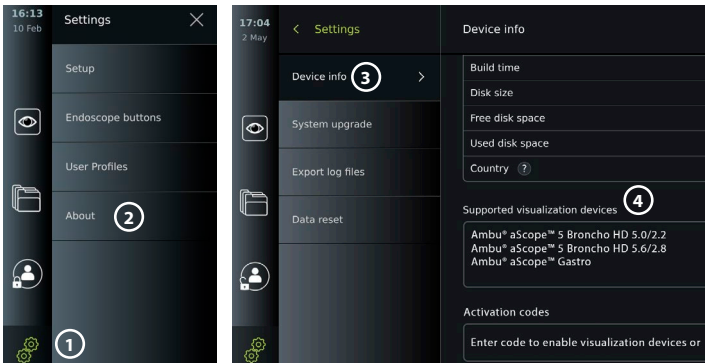 16:13
10 Feb
Settings
Setup
Endoscope buttons
User Profiles
About
2
1
17:04
2 May
Settings
Device info
3
System upgrade
Export log files
Data reset
Device info
Build time
Disk size
Free disk space
Used disk space
Country ?
4
Supported visualization devices
Ambu® aScope™ 5 Broncho HD 5.0/2.2
Ambu® aScope™ 5 Broncho HD 5.6/2.8
Ambu® aScope™ Gastro
Activation codes
Enter code to enable visualization devices or